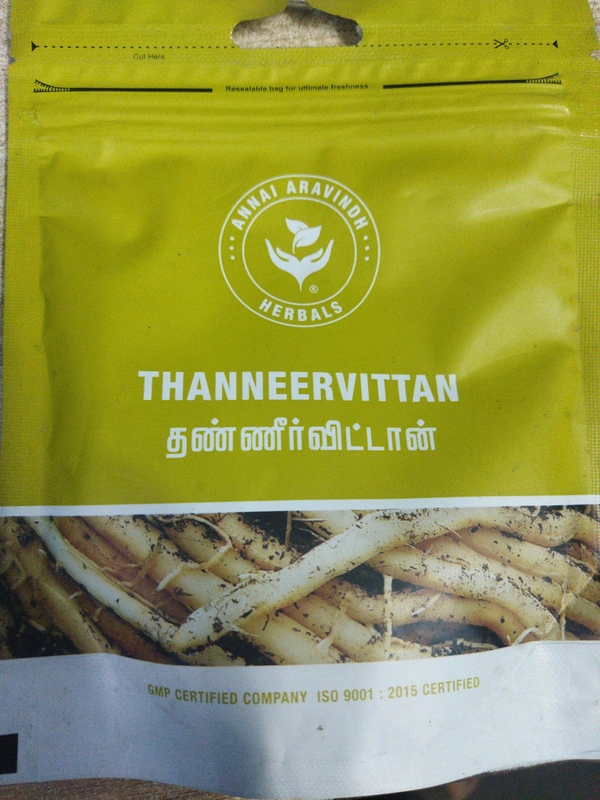 Cut Here
Resealable bag for ultimate freshness
ANNAI ARAVINDH
HERBALS
®
THANNEERVITTAN
தண்ணீர்விட்டான்
GMP CERTIFIED COMPANY ISO 9001 : 2015 CERTIFIED